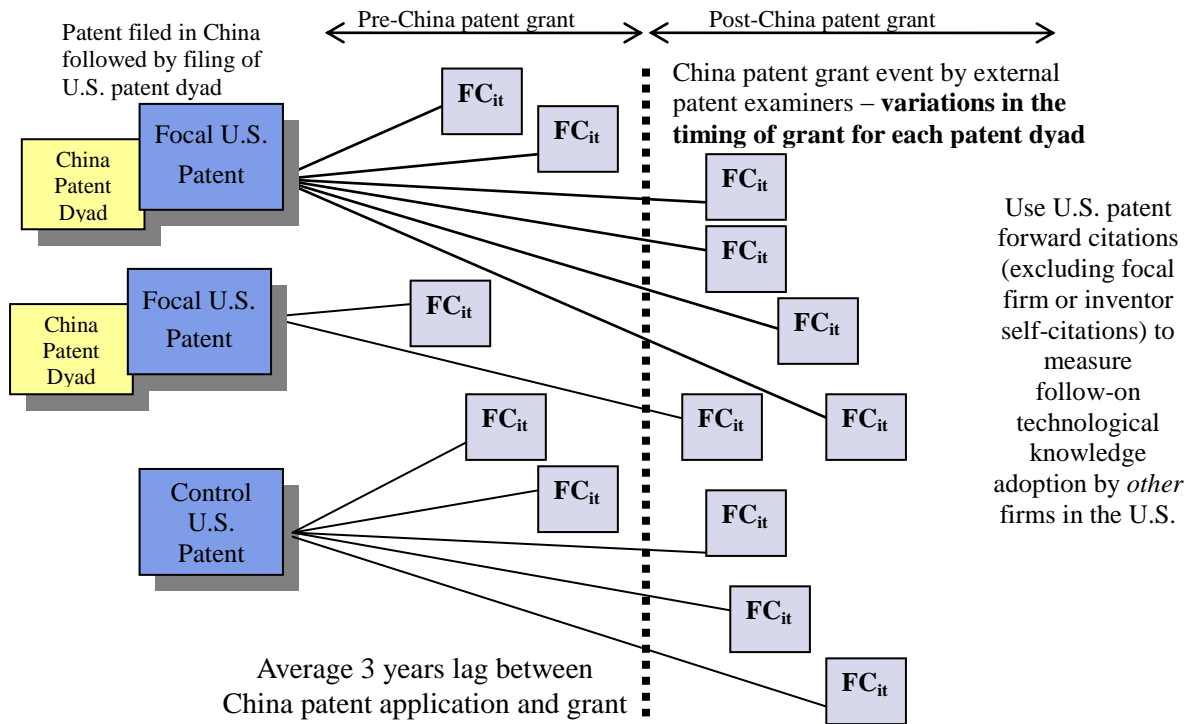 Pre-China patent grant
Post-China patent grant
Patent filed in China
followed by filing of
U.S. patent dyad
China patent grant event by external
patent examiners – variations in the
timing of grant for each patent dyad
Focal U.S.
Patent
China
Patent
Dyad
FCit
FCit
FCit
FCit
FCit
FCit
Focal U.S.
Patent
China
Patent
Dyad
FCit
FCit
Control
U.S.
Patent
FCit
FCit
FCit
FCit
FCit
Use U.S. patent
forward citations
(excluding focal
firm or inventor
self-citations) to
measure
follow-on
technological
knowledge
adoption by other
firms in the U.S.
Average 3 years lag between
China patent application and grant